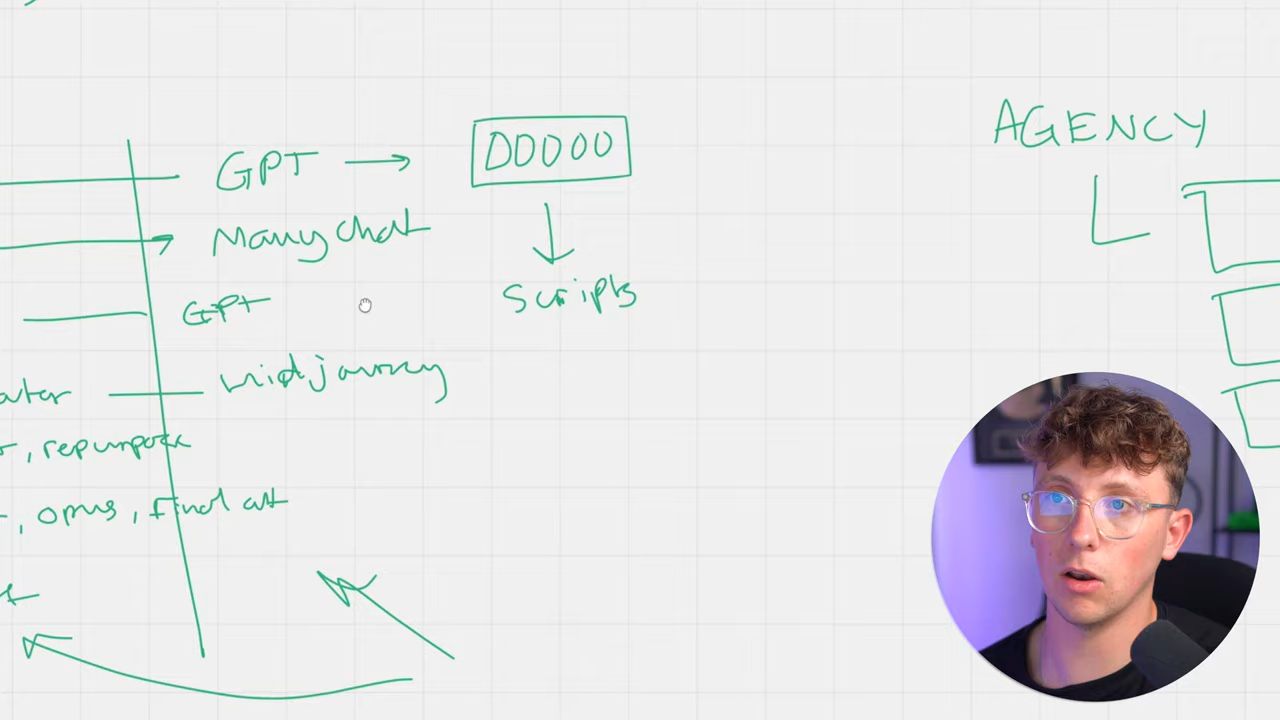 GPT →
DDDDD
AGENCY
Manychat
Scripts
GPT
midjourney
, repurpose
, opus, final cut